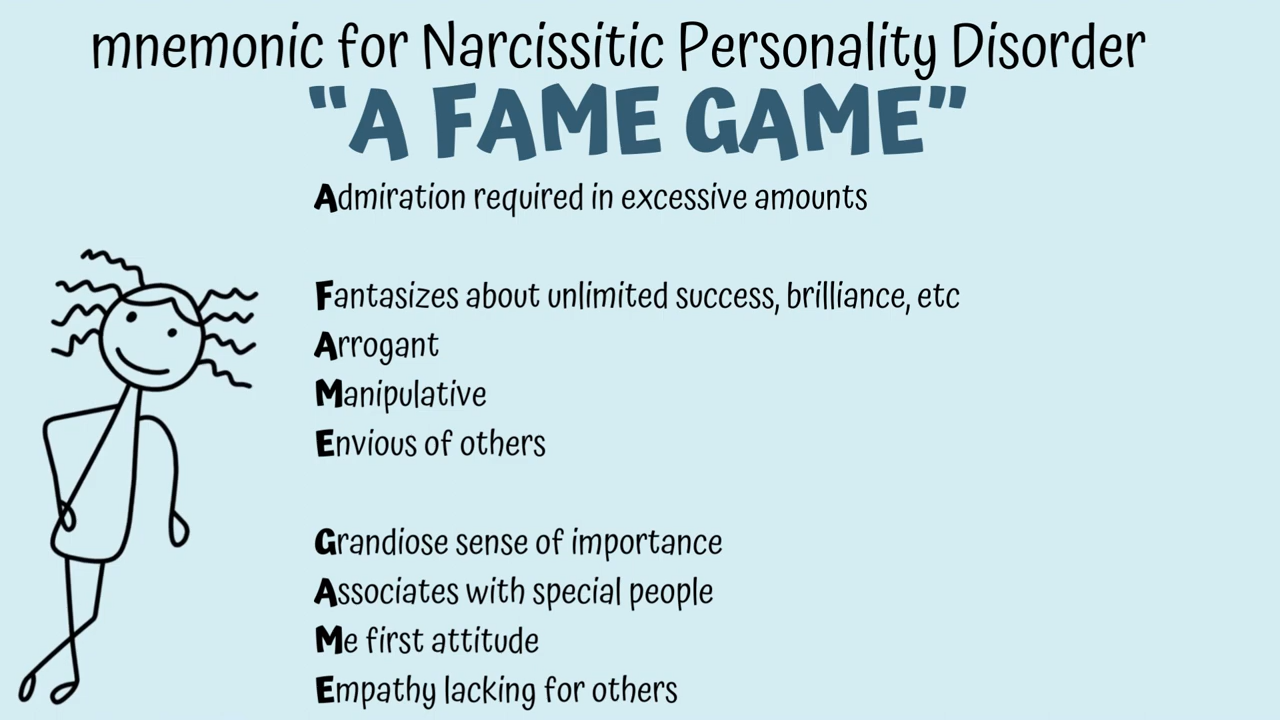 mnemonic for Narcissitic Personality Disorder
"A FAME GAME"
Admiration required in excessive amounts
Fantasizes about unlimited success, brilliance, etc
Arrogant
Manipulative
Envious of others
Grandiose sense of importance
Associates with special people
Me first attitude
Empathy lacking for others